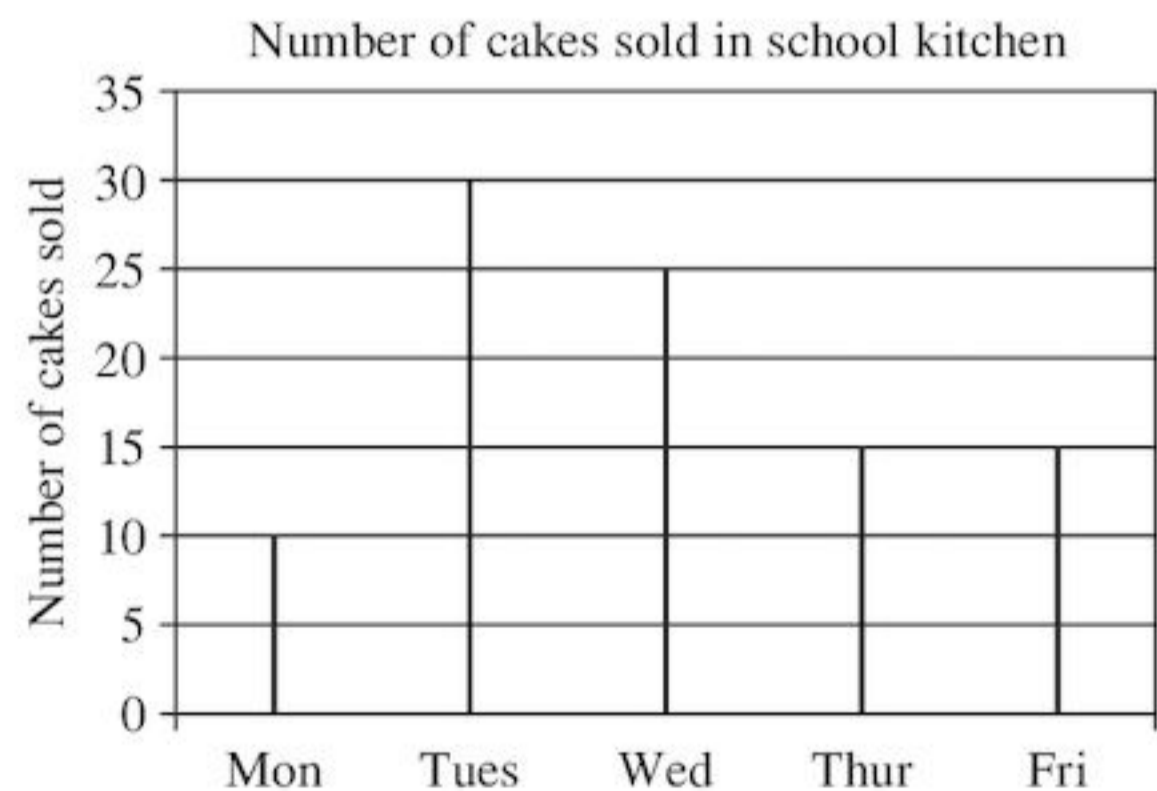 Number of cakes sold in school kitchen
Number of cakes sold
35
30
25
20
15
10
5
0
Mon Tues Wed Thur Fri